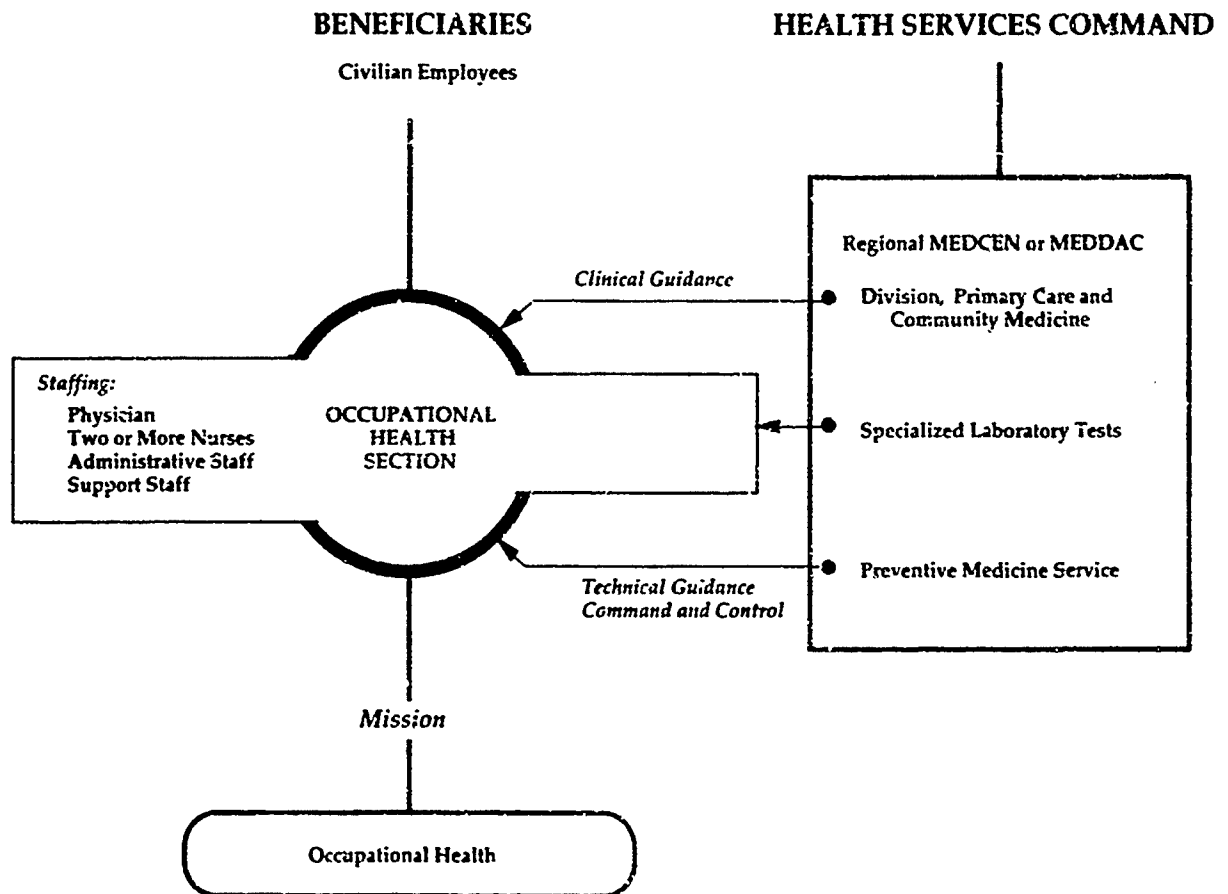 BENEFICIARIES
Civilian Employees
HEALTH SERVICES COMMAND
Regional MEDCEN or MEDDAC
Division, Primary Care and
Community Medicine
Specialized Laboratory Tests
Preventive Medicine Service
Clinical Guidance
Technical Guidance
Command and Control
Staffing:
Physician
Two or More Nurses
Administrative Staff
Support Staff
OCCUPATIONAL
HEALTH
SECTION
Mission
Occupational Health